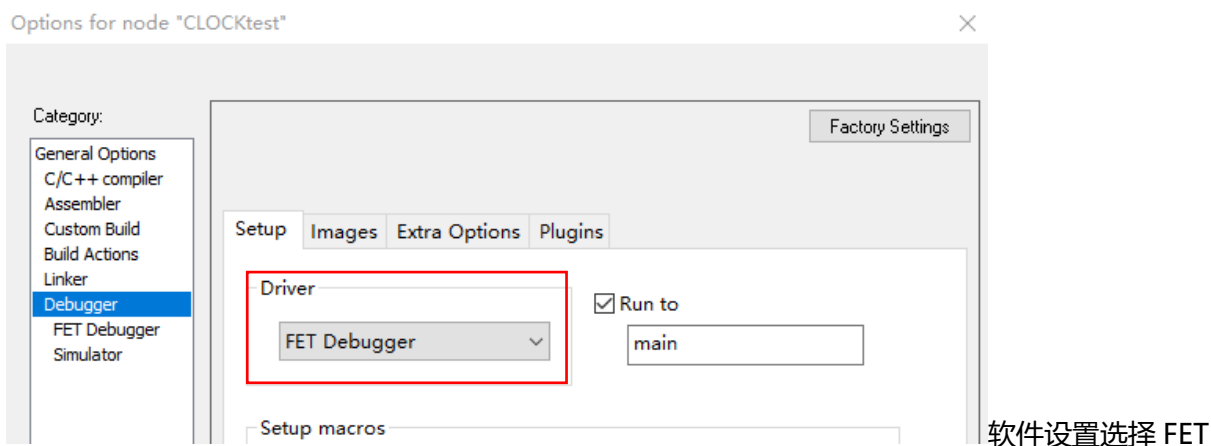 Options for node "CLOCKtest"
Category:
Factory Settings
General Options
C/C++ compiler
Assembler
Custom Build
Build Actions
Linker
Debugger
FET Debugger
Simulator
Setup Images Extra Options Plugins
Driver
FET Debugger
Run to
main
Setup macros
软件设置选择 FET